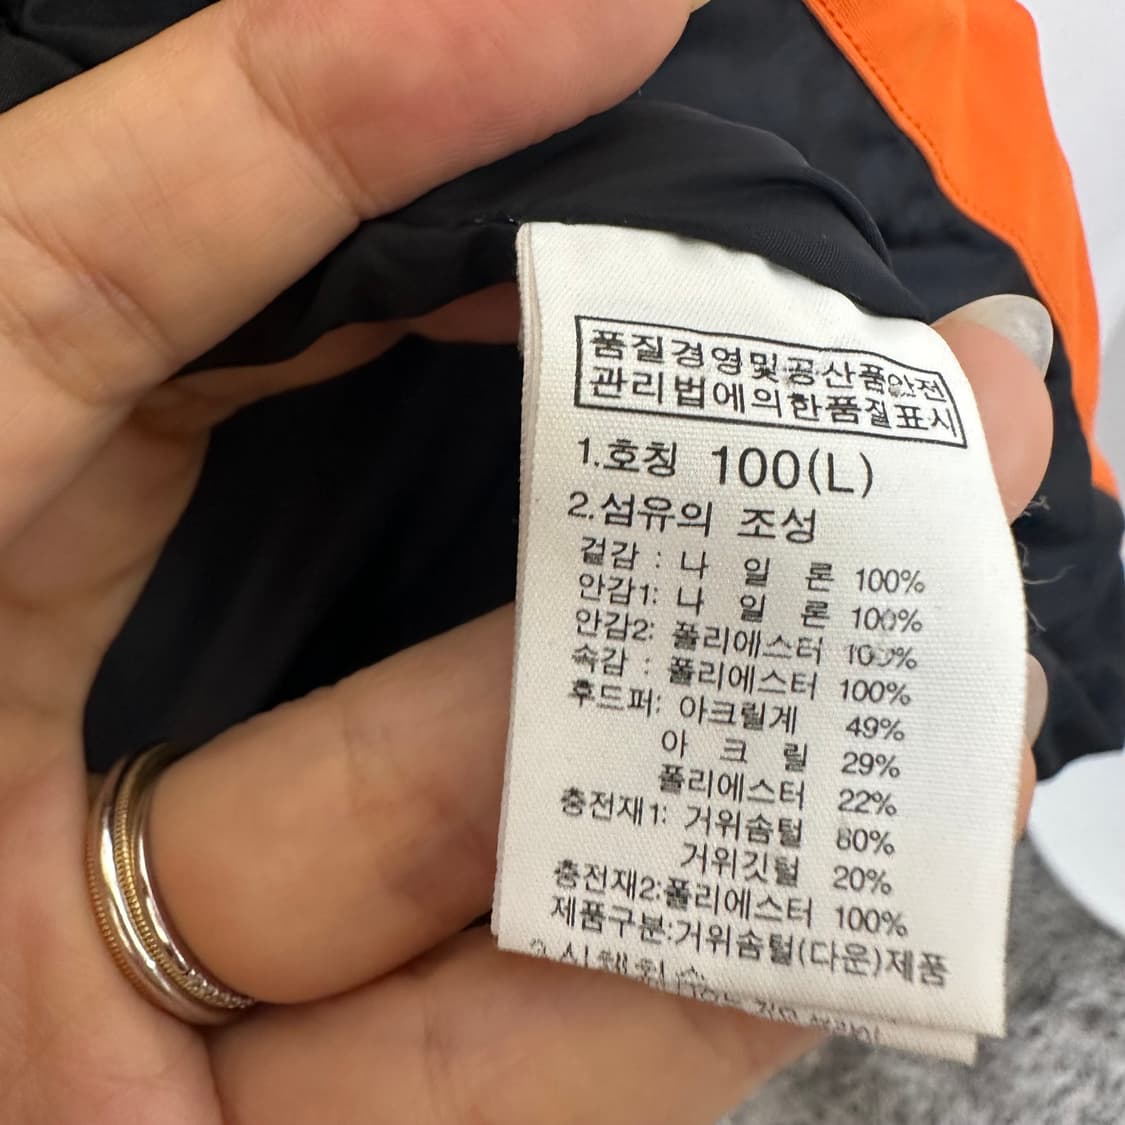 품질경영및공산품안전
관리법에의한품질표시
1.호칭 100(L)
2.섬유의 조성
겉감 : 나 일 론 100%
안감1: 나 일 론 100%
안감2: 폴리에스터 100%
속감 : 폴리에스터 100%
후드퍼: 아크릴계 49%
아 크 릴 29%
폴리에스터 22%
충전재1: 거위솜털 80%
거위깃털 20%
충전재2:폴리에스터 100%
제품구분:거위솜털(다운)제품